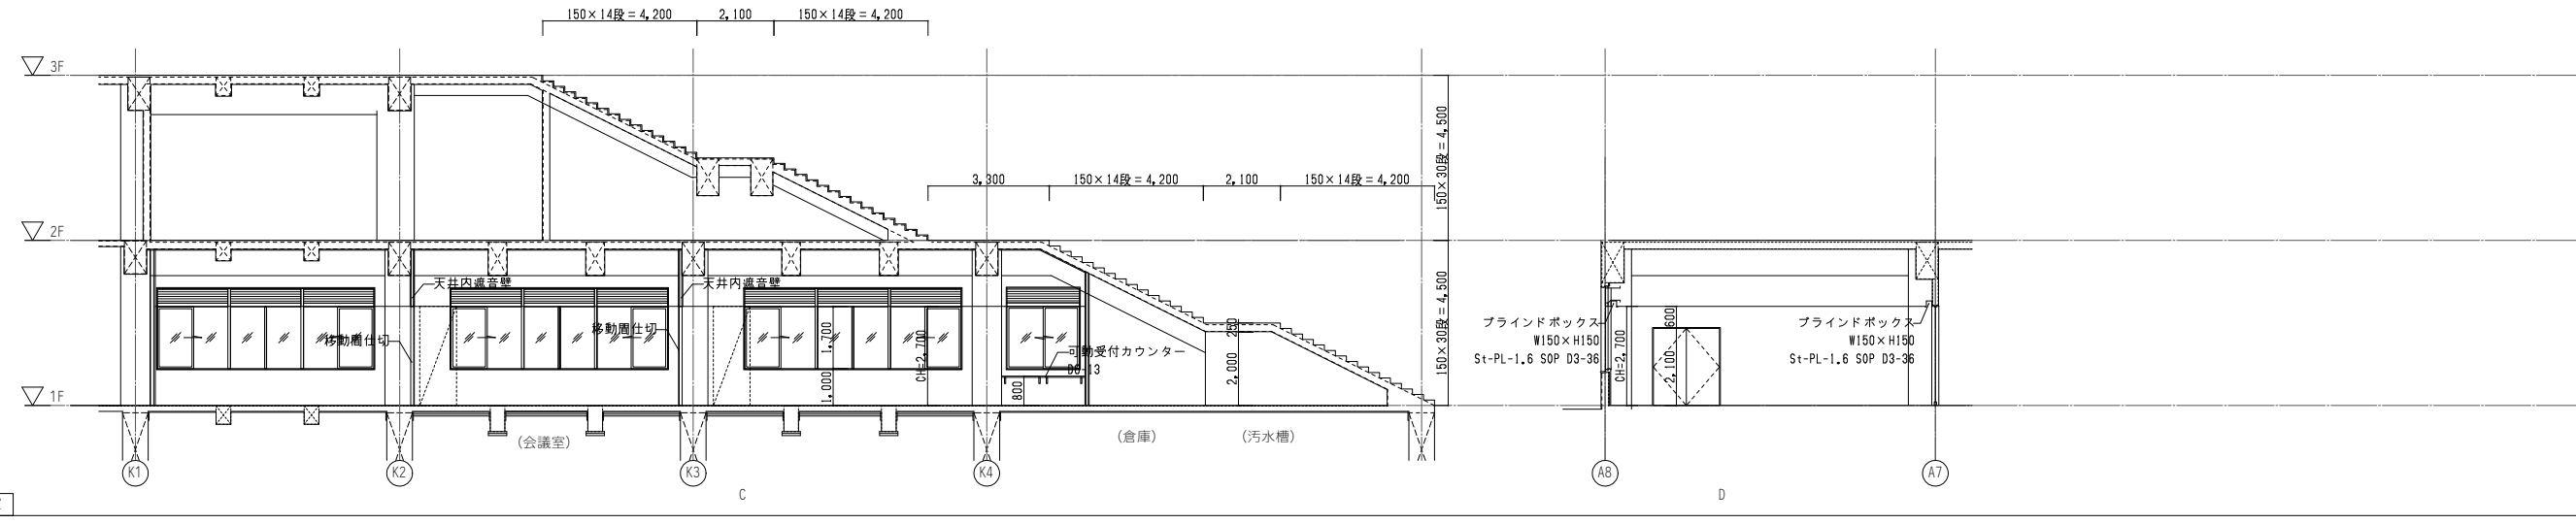 150×14段=4,200
2,100
150×14段=4,200
3F
150×30段=4,500
3,300
150×14段=4,200
2,100
150×14段=4,200
2F
天井内遮音壁
天井内遮音壁
移動間仕切
移動間仕切
1,700
1,000
CH=2,700
可動受付カウンター
D6-13
800
250
2,000
150×30段=4,500
ブラインドボックス
W150×H150
St-PL-1.6 SOP D3-36
CH=2,700
600
2,100
ブラインドボックス
W150×H150
St-PL-1.6 SOP D3-36
1F
(会議室)
(倉庫)
(汚水槽)
K1
K2
K3
K4
A8
A7
C
D